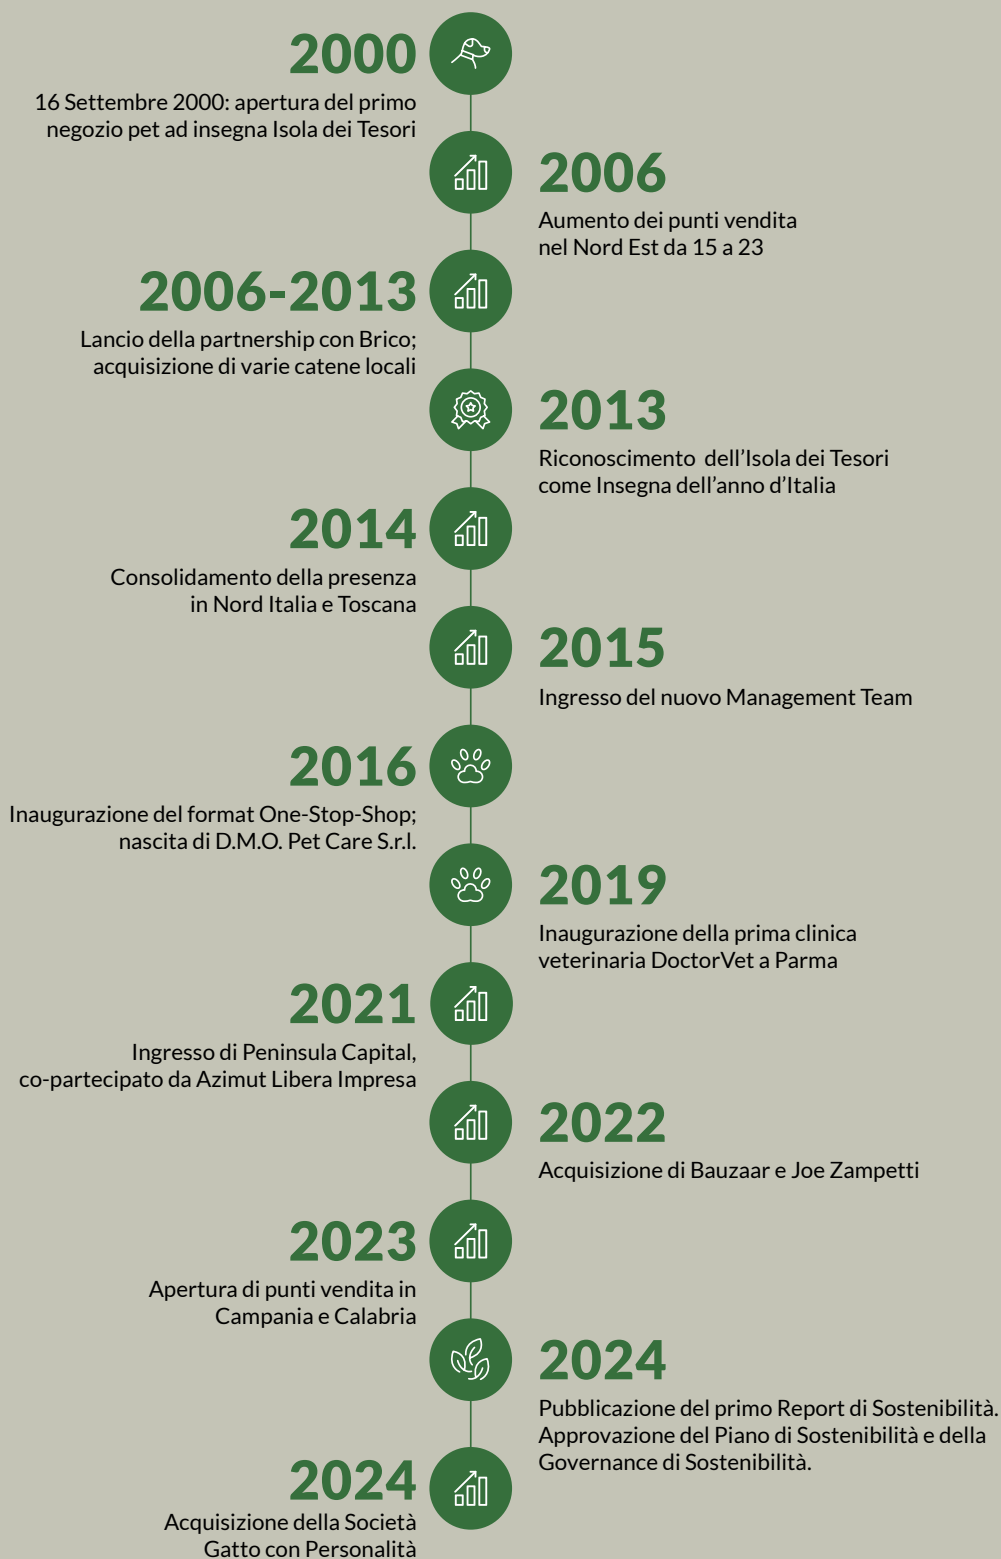 2000
16 Settembre 2000: apertura del primo
negozio pet ad insegna Isola dei Tesori
2006
Aumento dei punti vendita
nel Nord Est da 15 a 23
2006-2013
Lancio della partnership con Brico;
acquisizione di varie catene locali
2013
Riconoscimento dell’Isola dei Tesori
come Insegna dell’anno d’Italia
2014
Consolidamento della presenza
in Nord Italia e Toscana
2015
Ingresso del nuovo Management Team
2016
Inaugurazione del format One-Stop-Shop;
nascita di D.M.O. Pet Care S.r.l.
2019
Inaugurazione della prima clinica
veterinaria DoctorVet a Parma
2021
Ingresso di Peninsula Capital,
co-partecipato da Azimut Libera Impresa
2022
Acquisizione di Bauzaar e Joe Zampetti
2023
Apertura di punti vendita in
Campania e Calabria
2024
Pubblicazione del primo Report di Sostenibilità.
Approvazione del Piano di Sostenibilità e della
Governance di Sostenibilità.
2024
Acquisizione della Società
Gatto con Personalità